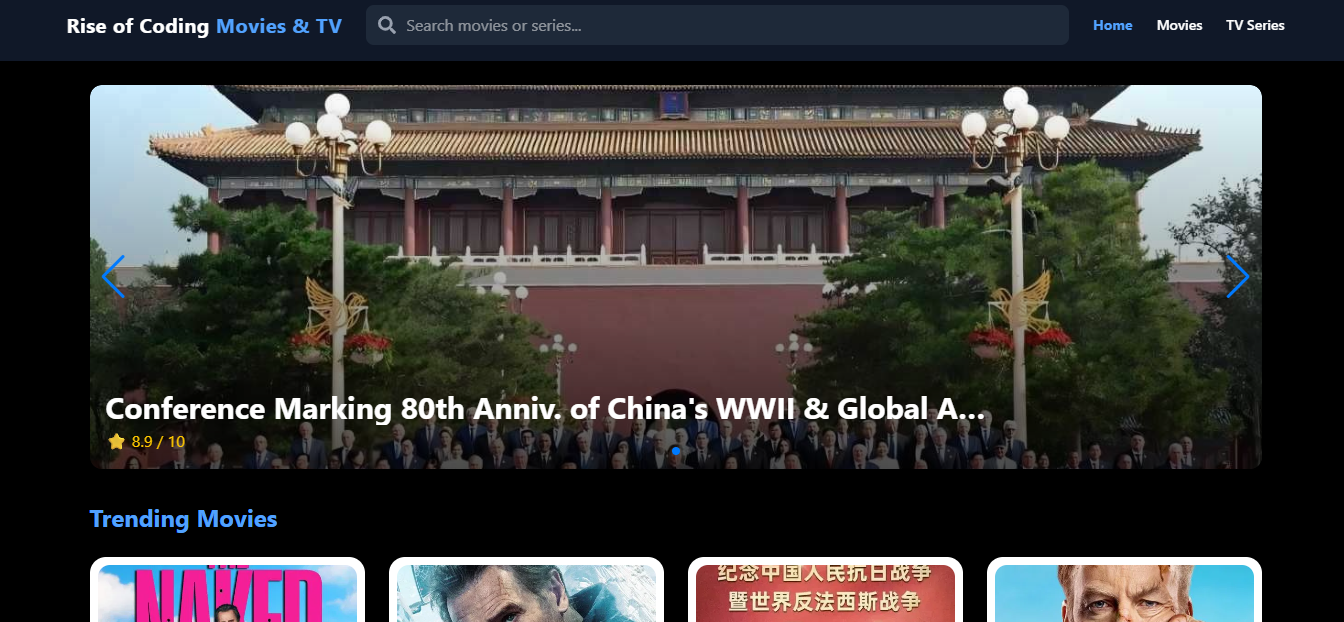 Rise of Coding Movies & TV
Search movies or series...
Home
Movies
TV Series
Conference Marking 80th Anniv. of China's WWII & Global A...
8.9 / 10
Trending Movies
NAKED
纪念中国人民抗日战争
暨世界反法西斯战争